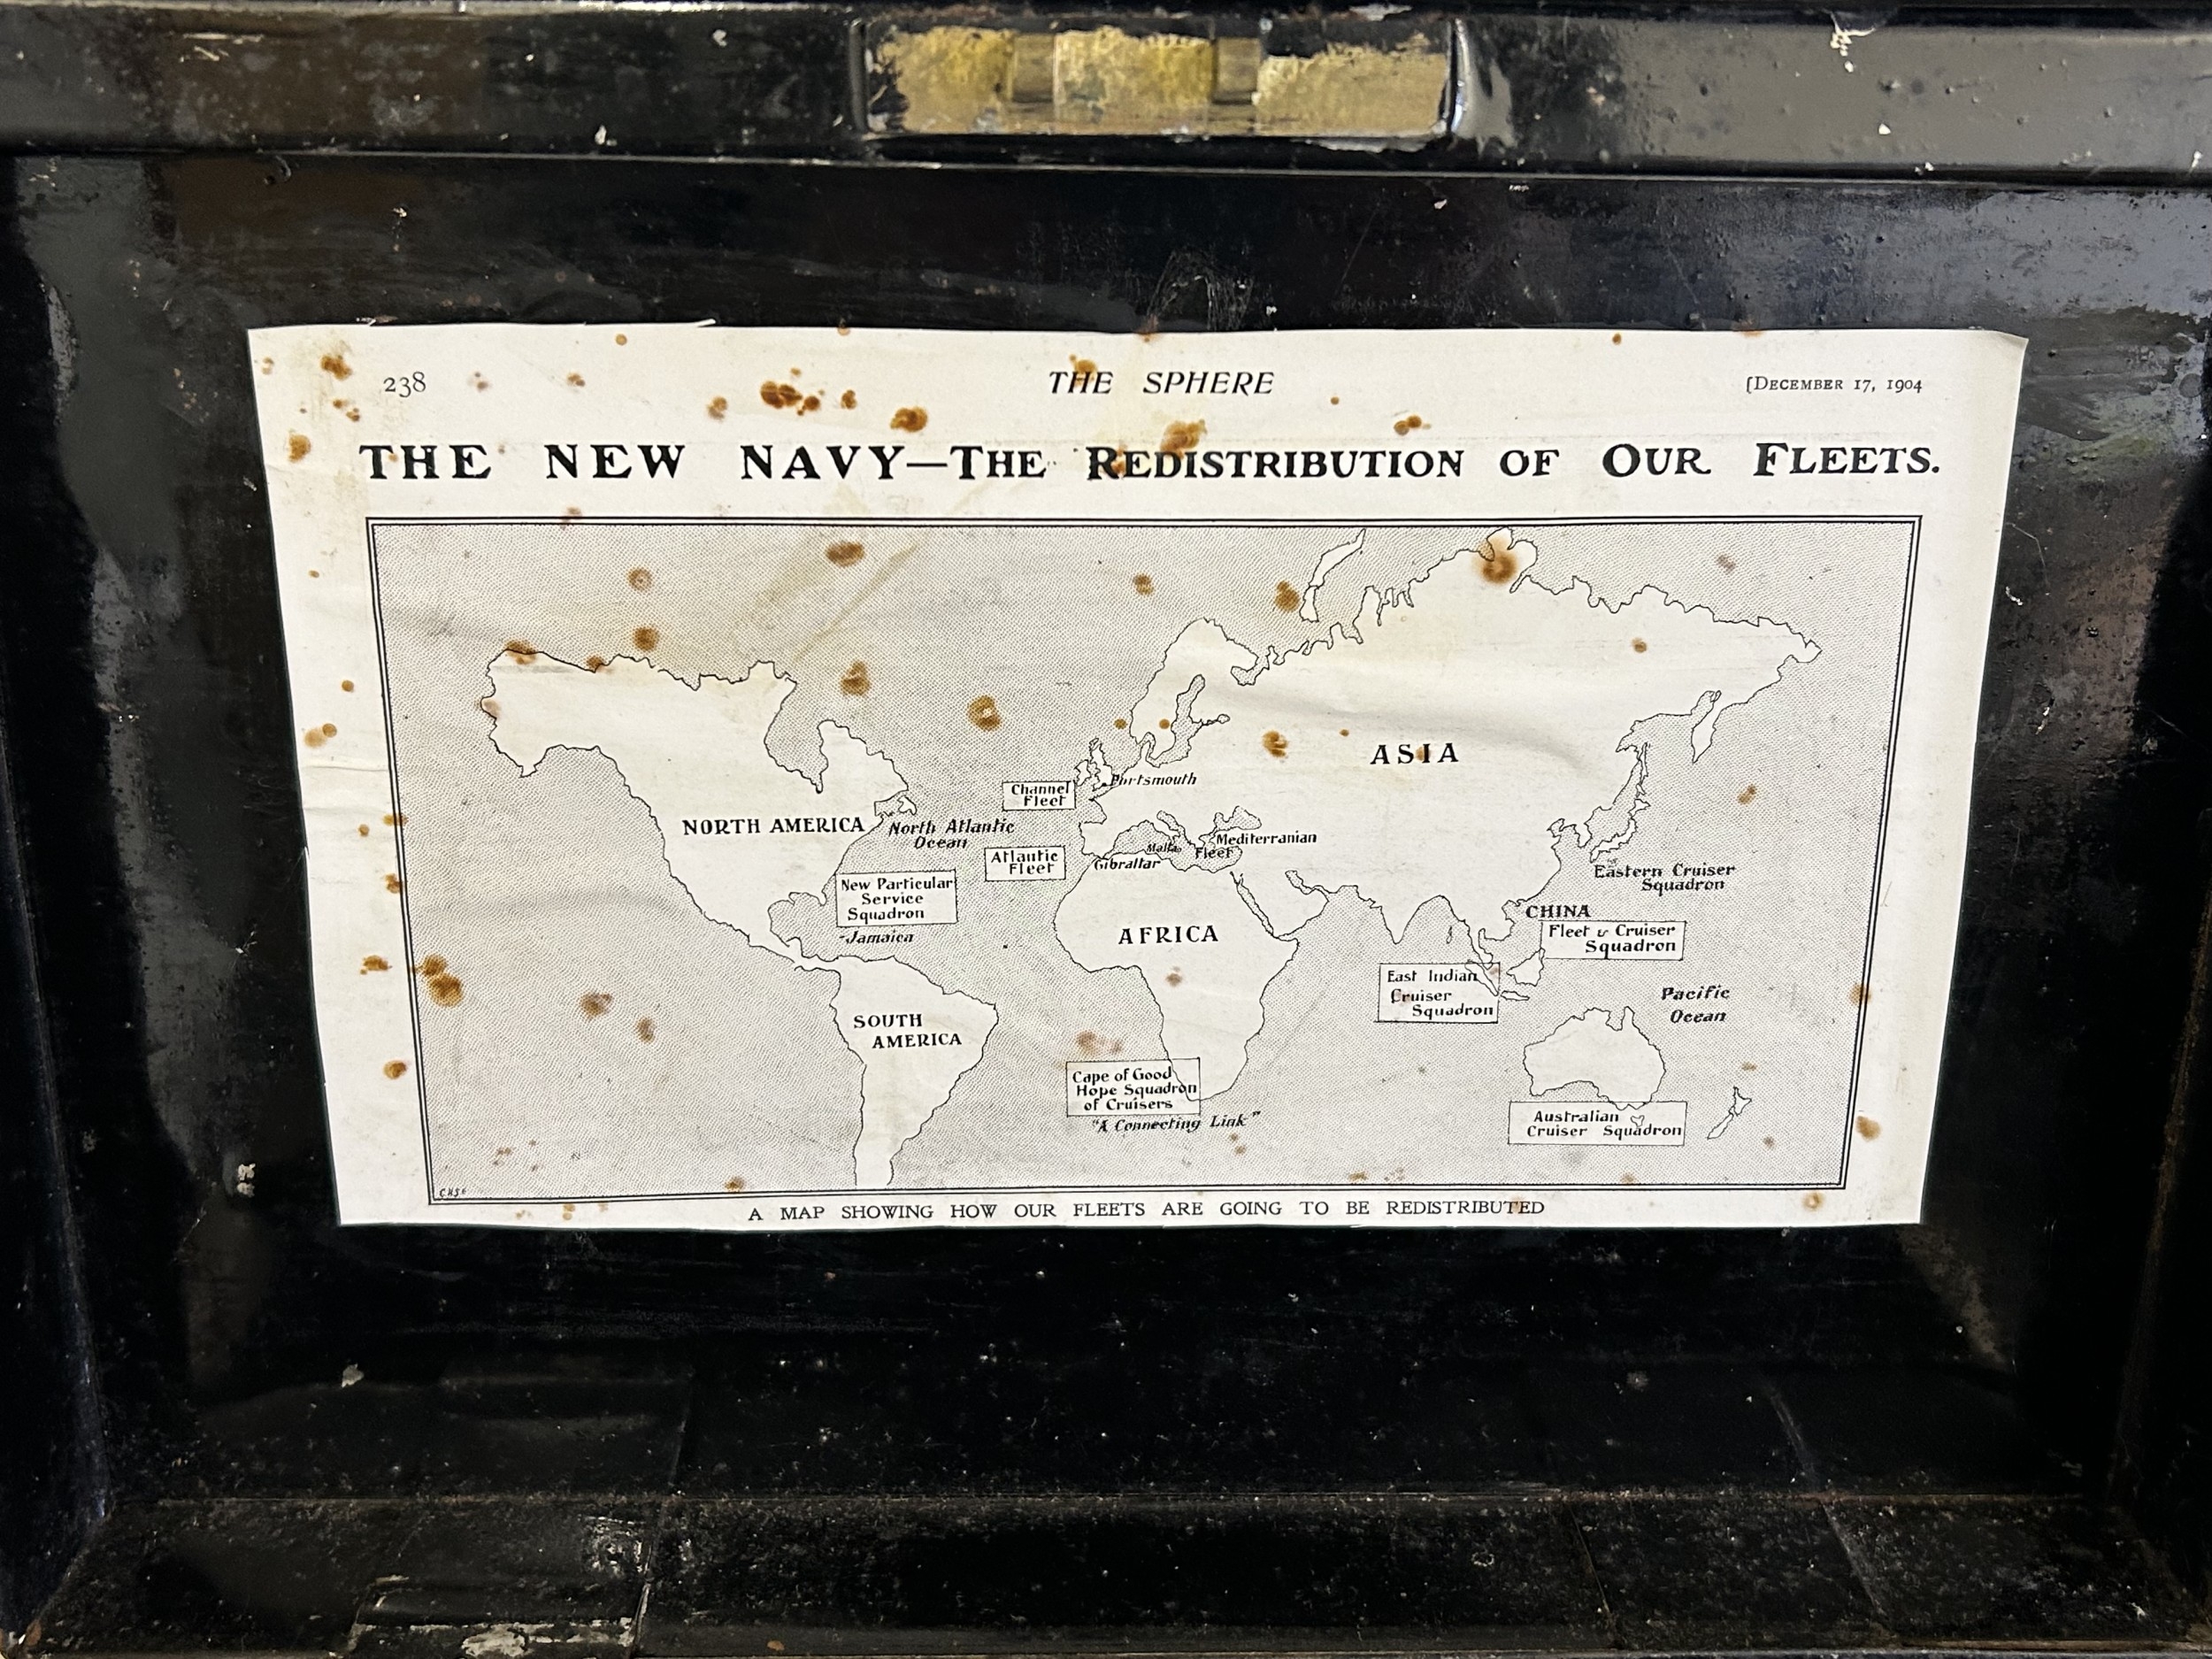 238
THE SPHERE
[DECEMBER 17, 1904
THE NEW NAVY—THE REDISTRIBUTION OF OUR FLEETS.
ASIA
Portsmouth
Channel
Fleet
NORTH AMERICA
North Atlantic
Ocean
Mediterranian
Fleet
Malta
Gibraltar
Atlantic
Fleet
New Particular
Service
Squadron
Jamaica
Eastern Cruiser
Squadron
CHINA
Fleet & Cruiser
Squadron
AFRICA
East Indian
Cruiser
Squadron
Pacific
Ocean
SOUTH
AMERICA
Cape of Good
Hope Squadron
of Cruisers
"A Connecting Link"
Australian
Cruiser Squadron
A MAP SHOWING HOW OUR FLEETS ARE GOING TO BE REDISTRIBUTED